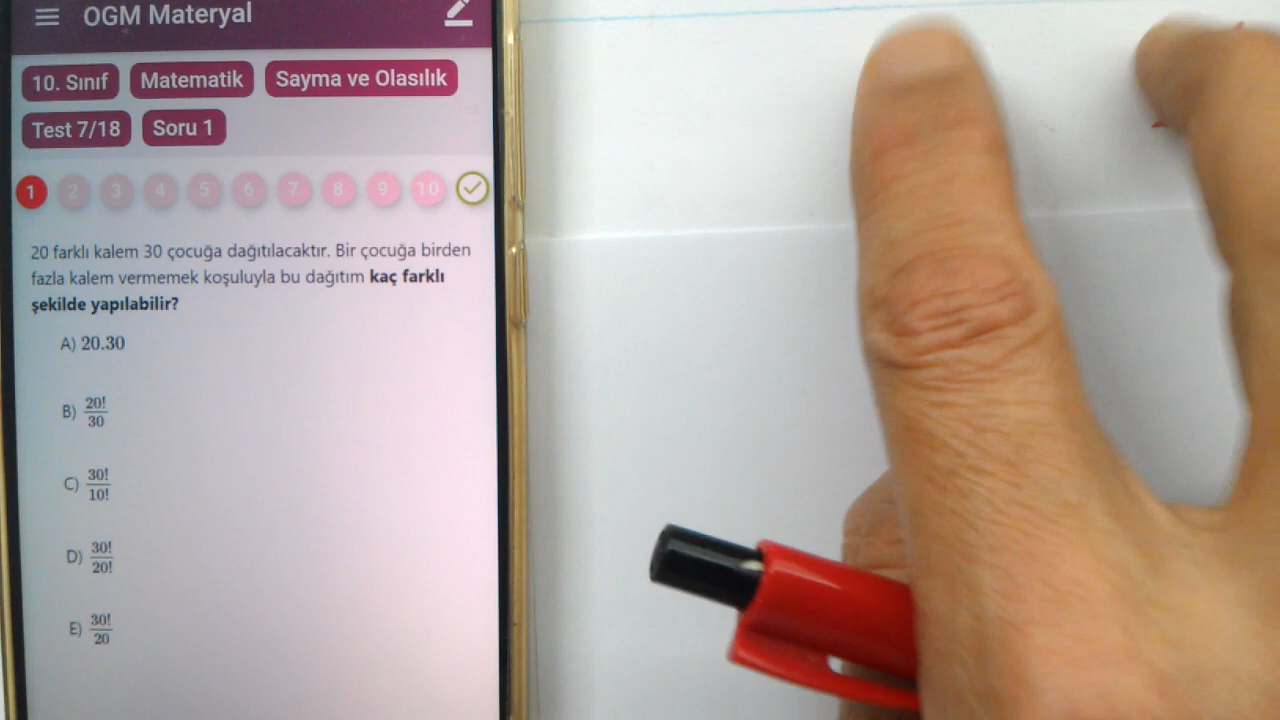 OGM Materyal
10. Sınıf Matematik Sayma ve Olasılık
Test 7/18 Soru 1
1 2 3 4 5 6 7 8 9 10
20 farklı kalem 30 çocuğa dağıtılacaktır. Bir çocuğa birden
fazla kalem vermemek koşuluyla bu dağıtım kaç farklı
şekilde yapılabilir?
A) 20.30
B) 20!/30
C) 30!/10!
D) 30!/20!
E) 30!/20